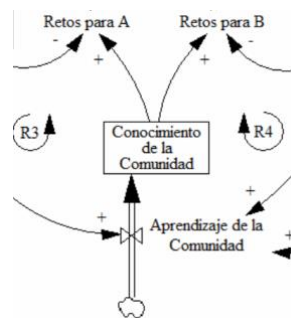 Retos para A
Retos para B
-
-
+
+
R3
R4
Conocimiento
de la
Comunidad
+
+
Aprendizaje de la
Comunidad
+